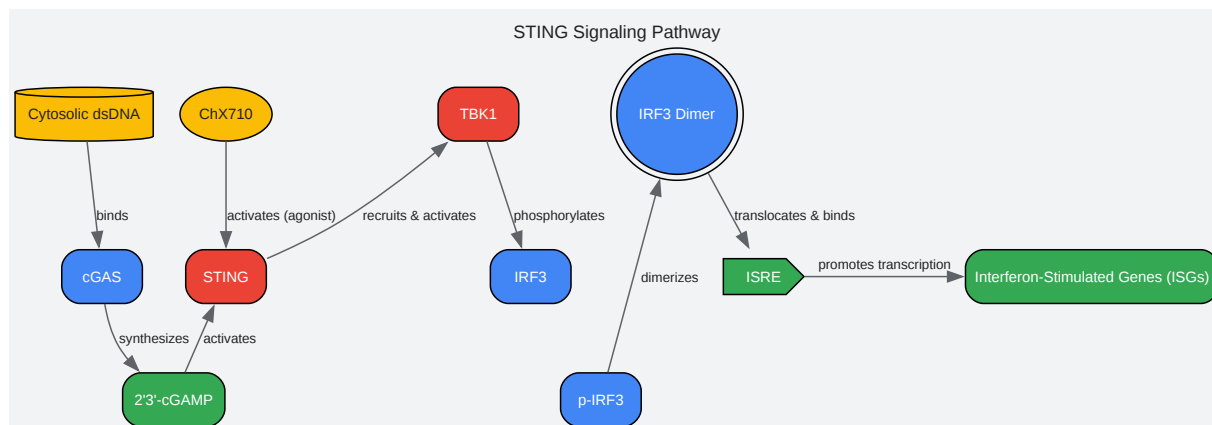 STING Signaling Pathway
Cytosolic dsDNA
ChX710
TBK1
IRF3 Dimer
binds
activates (agonist)
recruits & activates
phosphorylates
translocates & binds
cGAS
STING
IRF3
dimerizes
ISRE
promotes transcription
Interferon-Stimulated Genes (ISGs)
synthesizes
activates
2'3'-cGAMP
p-IRF3